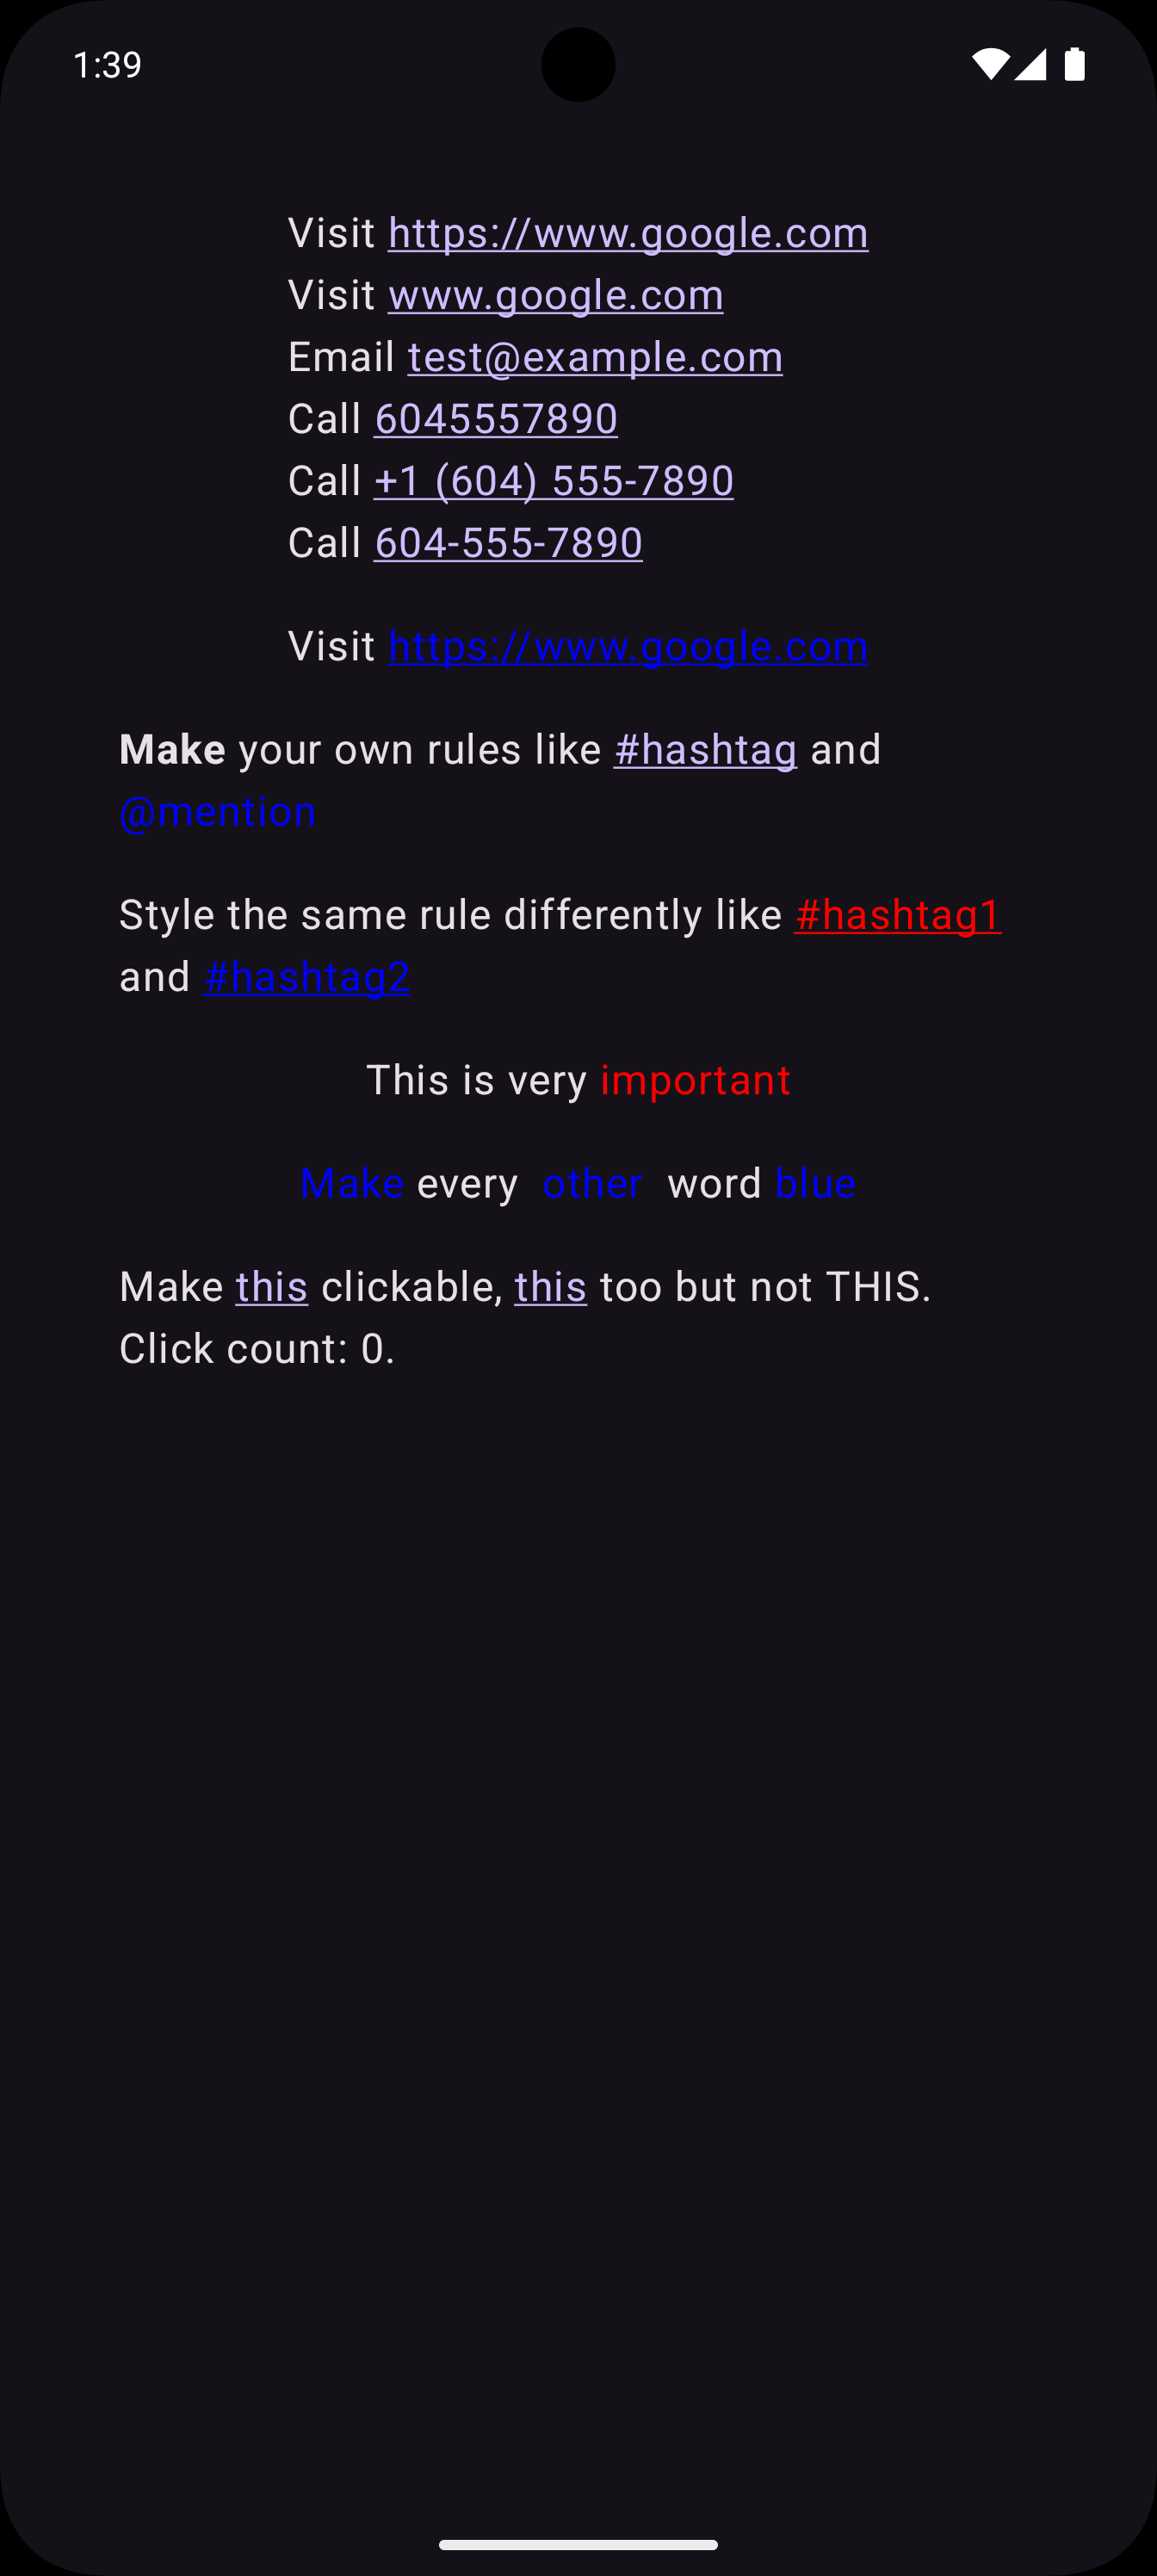 1:39
Visit https://www.google.com
Visit www.google.com
Email test@example.com
Call 6045557890
Call +1 (604) 555-7890
Call 604-555-7890
Visit https://www.google.com
Make your own rules like #hashtag and
@mention
Style the same rule differently like #hashtag1
and #hashtag2
This is very important
Make every  other  word blue
Make this clickable, this too but not THIS.
Click count: 0.